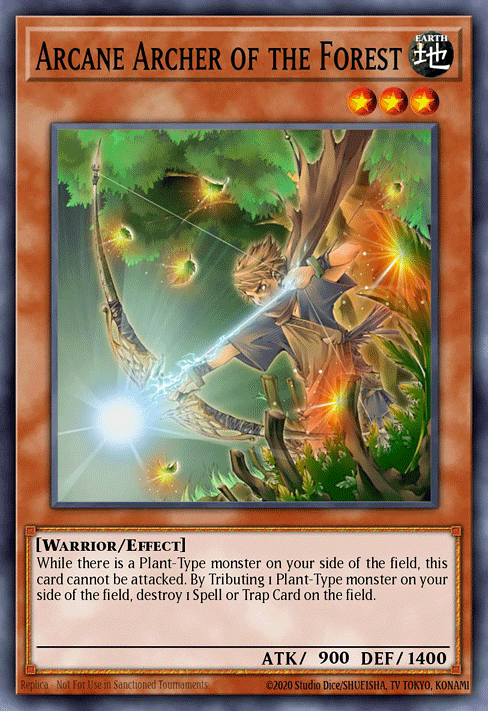 Arcane Archer of the Forest
EARTH
地
[Warrior/Effect]
While there is a Plant-Type monster on your side of the field, this
card cannot be attacked. By Tributing 1 Plant-Type monster on your
side of the field, destroy 1 Spell or Trap Card on the field.
ATK/ 900 DEF/1400
Replica - Not For Use in Sanctioned Tournaments
©2020 Studio Dice/SHUEISHA, TV TOKYO, KONAMI